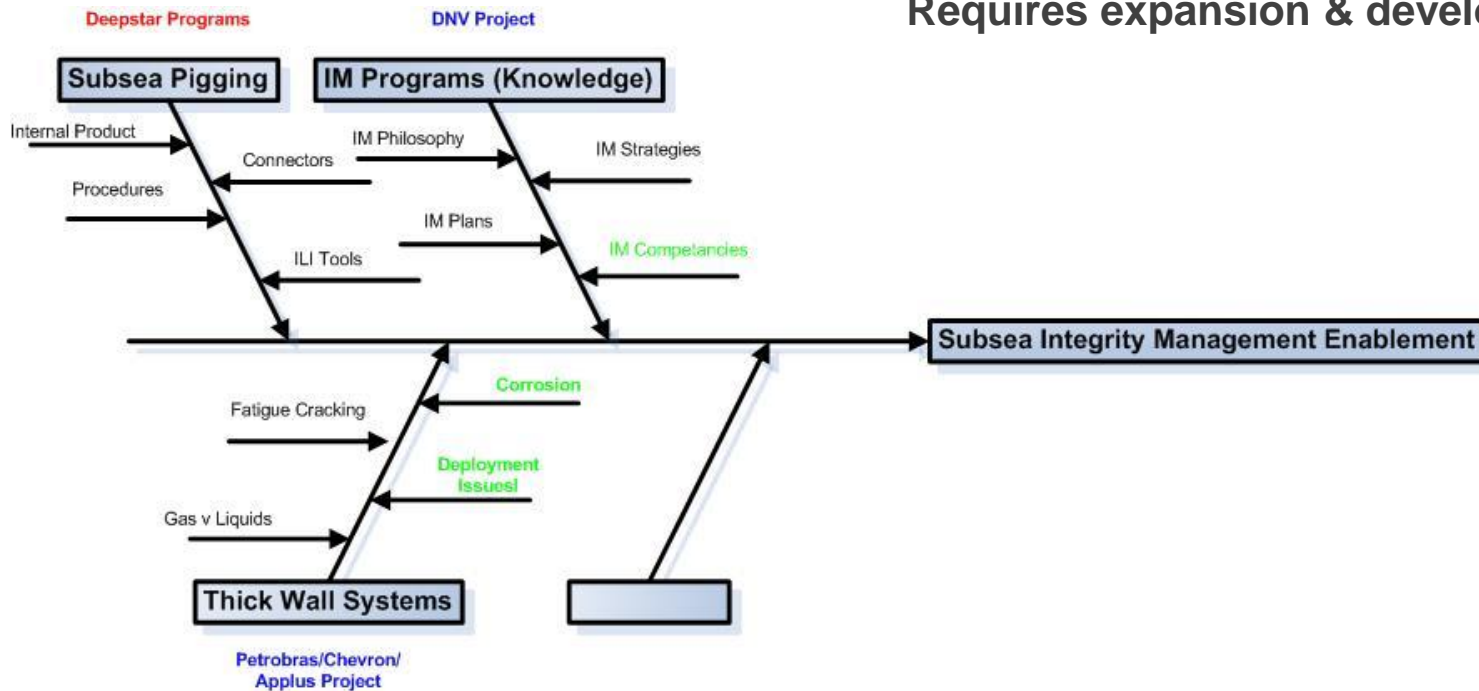 Requires expansion & devel
Deepstar Programs
DNV Project
Subsea Pigging
IM Programs (Knowledge)
Internal Product
Connectors
Procedures
ILI Tools
IM Philosophy
IM Strategies
IM Plans
IM Competancies
Subsea Integrity Management Enablement
Corrosion
Fatigue Cracking
Deployment
Issues!
Gas v Liquids
Thick Wall Systems
Petrobras/Chevron/
Applus Project